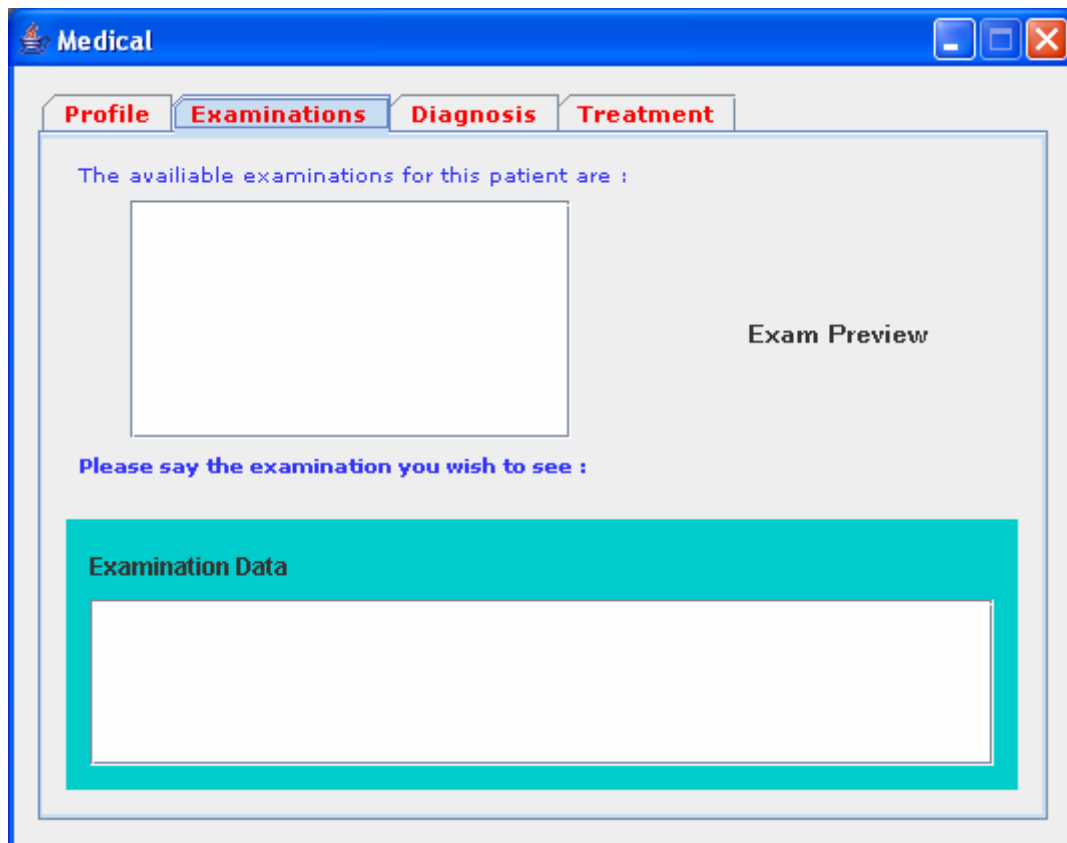 Medical
Profile Examinations Diagnosis Treatment
The availiable examinations for this patient are :
Exam Preview
Please say the examination you wish to see :
Examination Data